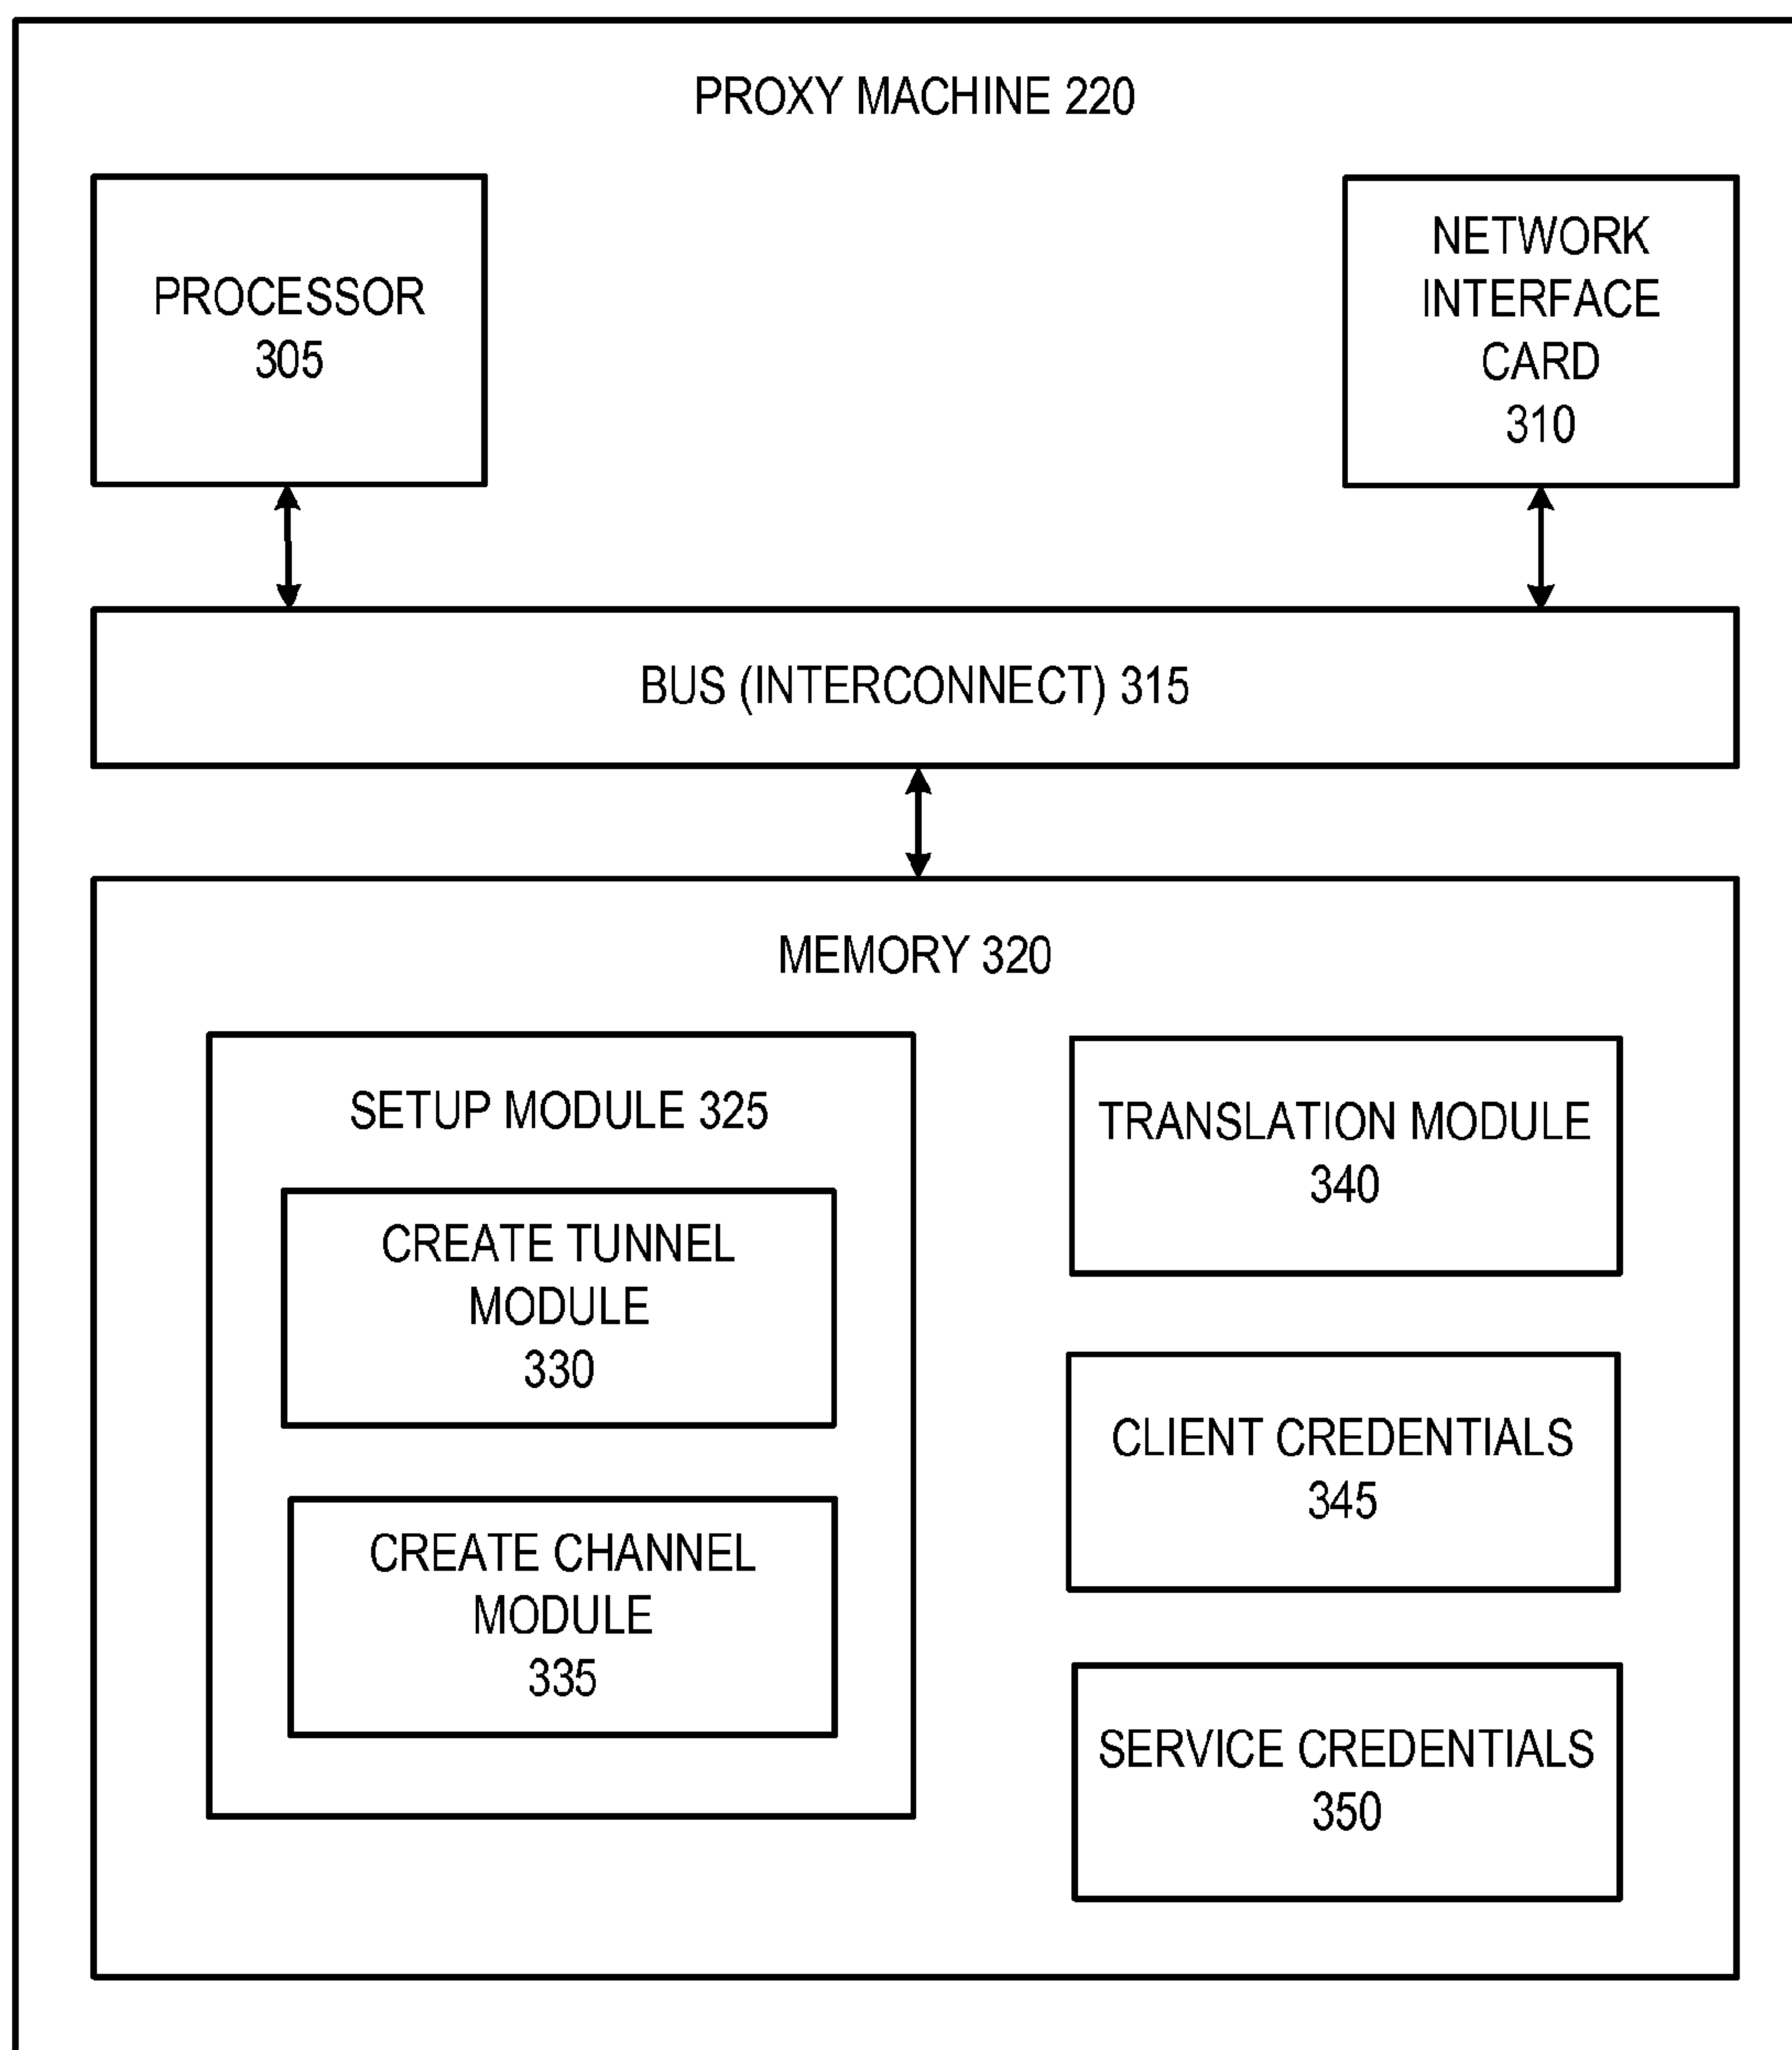 PROXY MACHINE 220
PROCESSOR
305
NETWORK
INTERFACE
CARD
310
BUS (INTERCONNECT) 315
MEMORY 320
SETUP MODULE 325
CREATE TUNNEL
MODULE
330
CREATE CHANNEL
MODULE
335
TRANSLATION MODULE
340
CLIENT CREDENTIALS
345
SERVICE CREDENTIALS
350